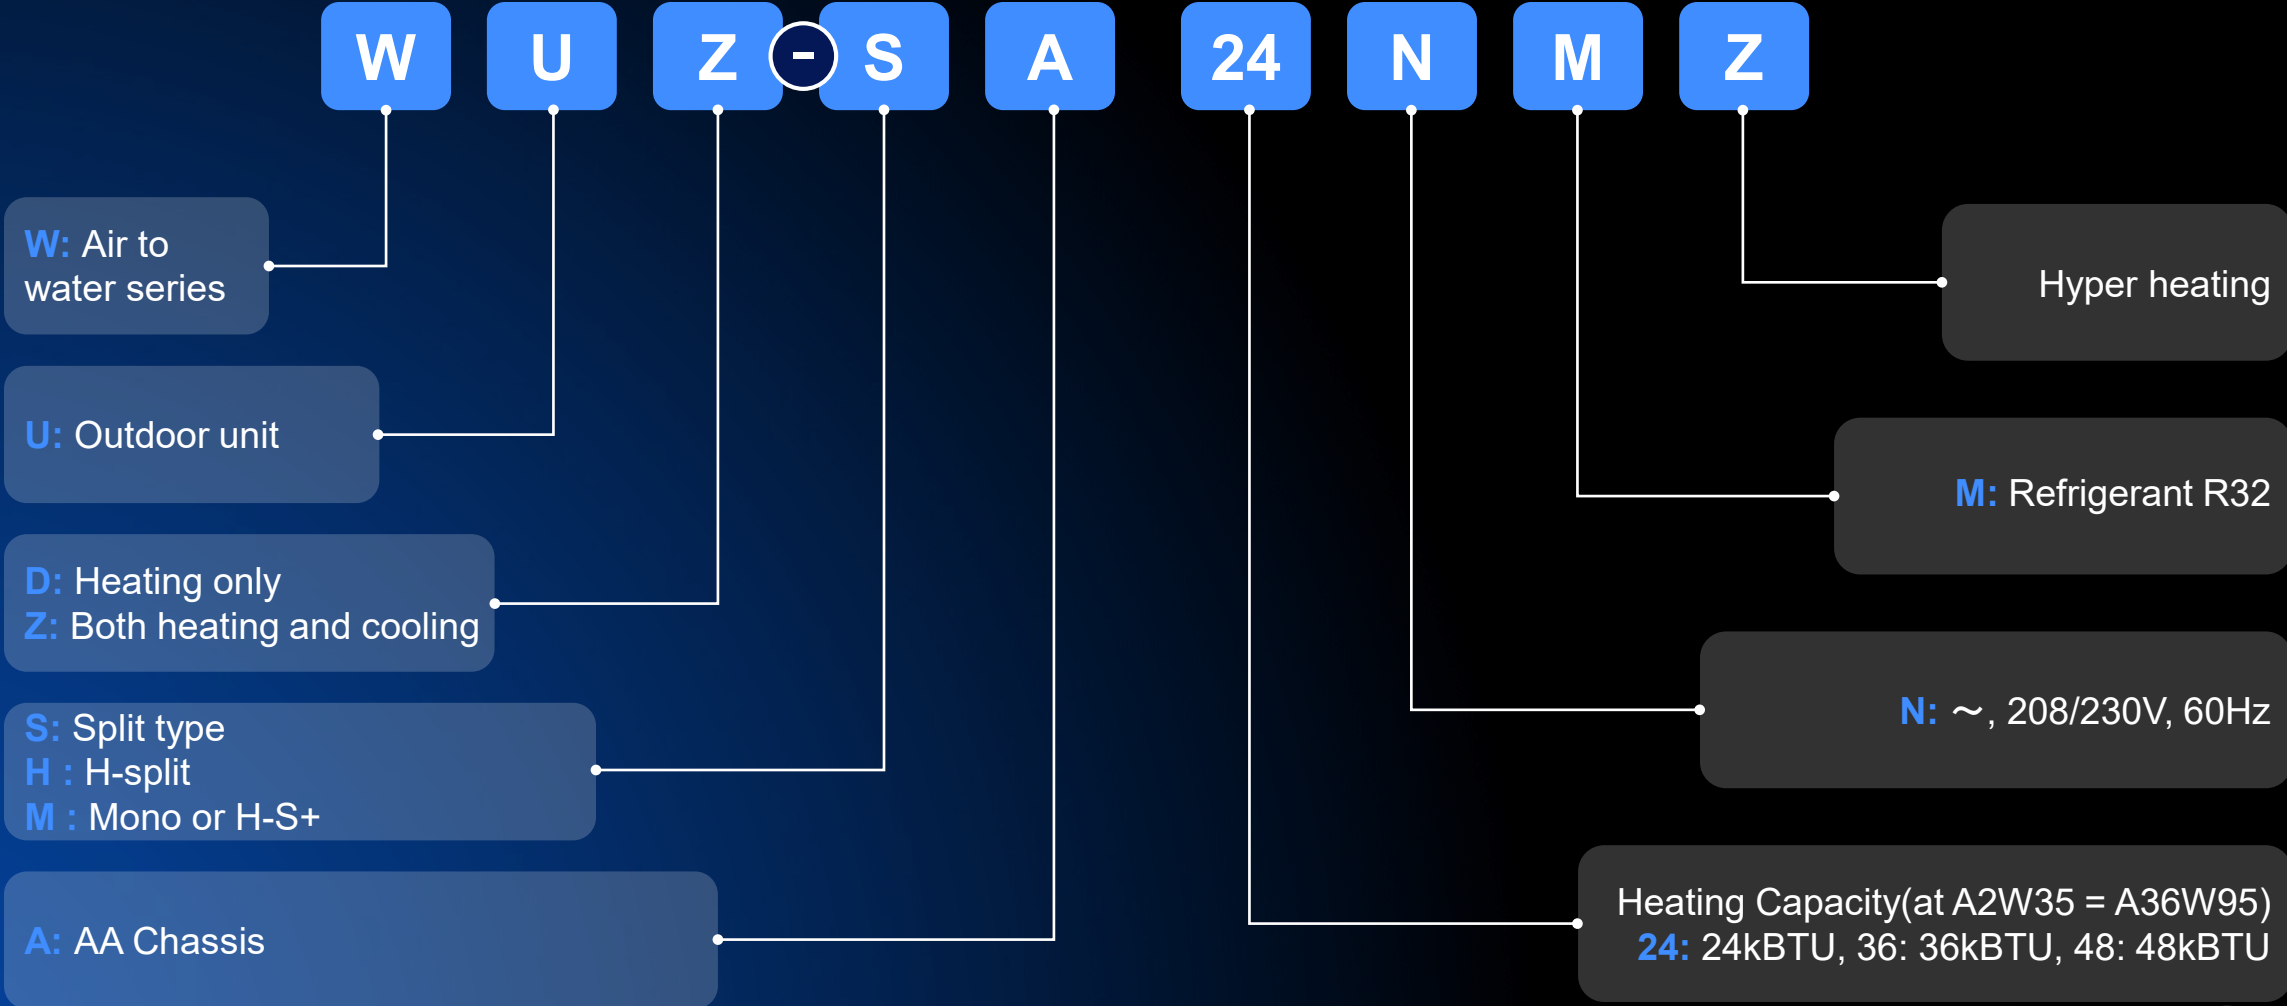 W U Z - S A 24 N M Z
W: Air to
water series
U: Outdoor unit
D: Heating only
Z: Both heating and cooling
S: Split type
H : H-split
M : Mono or H-S+
A: AA Chassis
Hyper heating
M: Refrigerant R32
N: ～, 208/230V, 60Hz
Heating Capacity(at A2W35 = A36W95)
24: 24kBTU, 36: 36kBTU, 48: 48kBTU